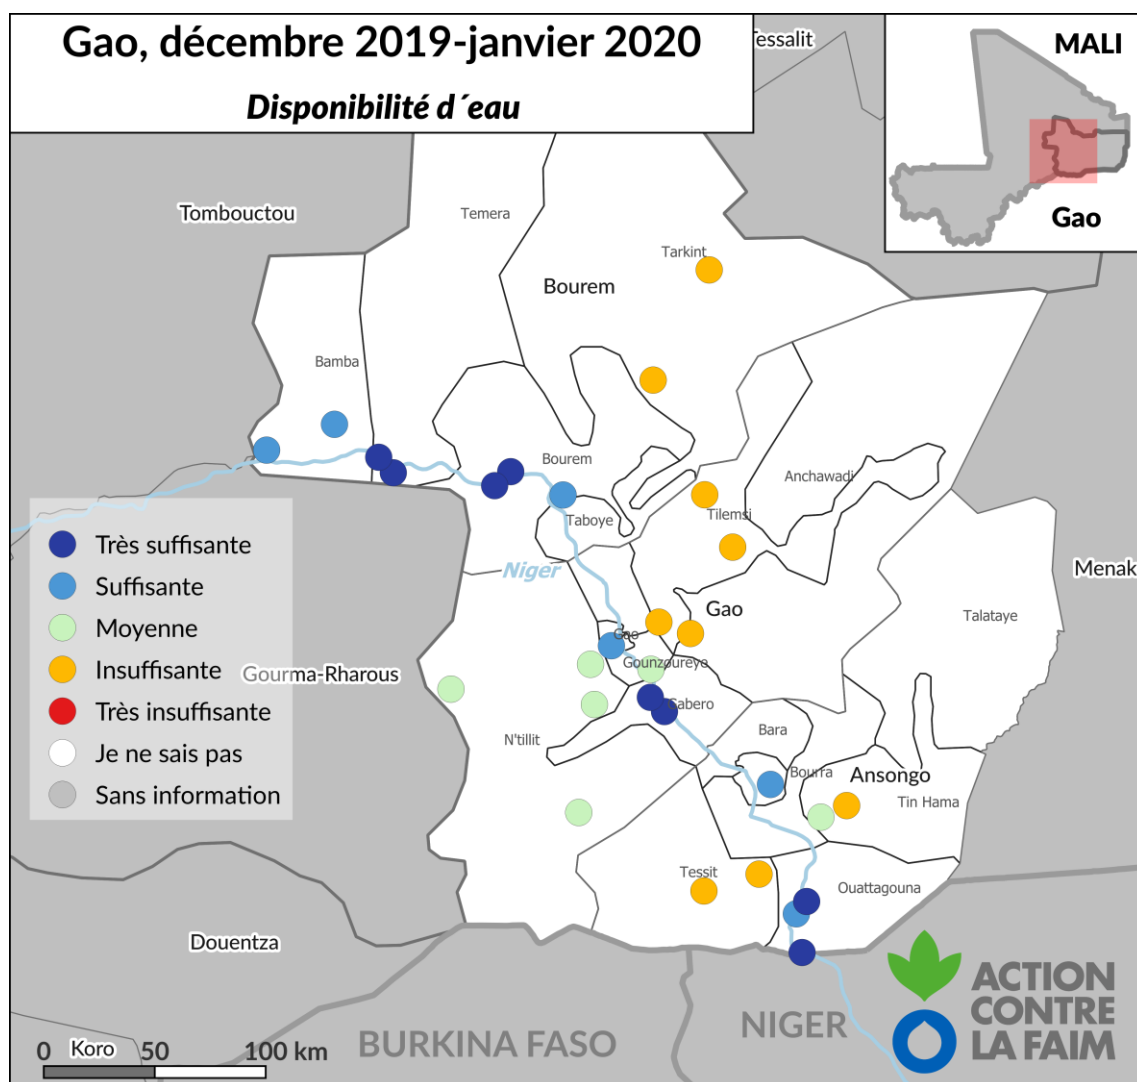 Gao, décembre 2019-janvier 2020
Disponibilité d´eau
Tessalit
MALI
Gao
Tombouctou
Temera
Tarkint
Bourem
Bamba
Bourem
Anchawadj
Taboye
Tilemsi
Niger
Menak
Gao
Talataye
Gao
Gounzoureye
Gourma-Rharous
Gabero
N'tillit
Bara
Bourra
Ansongo
Tin Hama
Tessit
Ouattagouna
Douentza
Très suffisante
Suffisante
Moyenne
Insuffisante
Très insuffisante
Je ne sais pas
Sans information
BURKINA FASO
NIGER
Koro
0 50 100 km
ACTION
CONTRE
LA FAIM